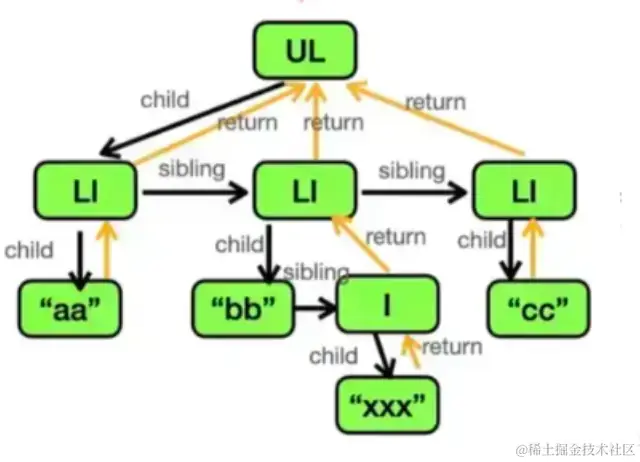 UL
child
return
return
return
LI
sibling
LI
sibling
LI
child
child
sibling
return
child
“aa”
“bb”
I
“cc”
child
return
“xxx”
@稀土掘金技术社区